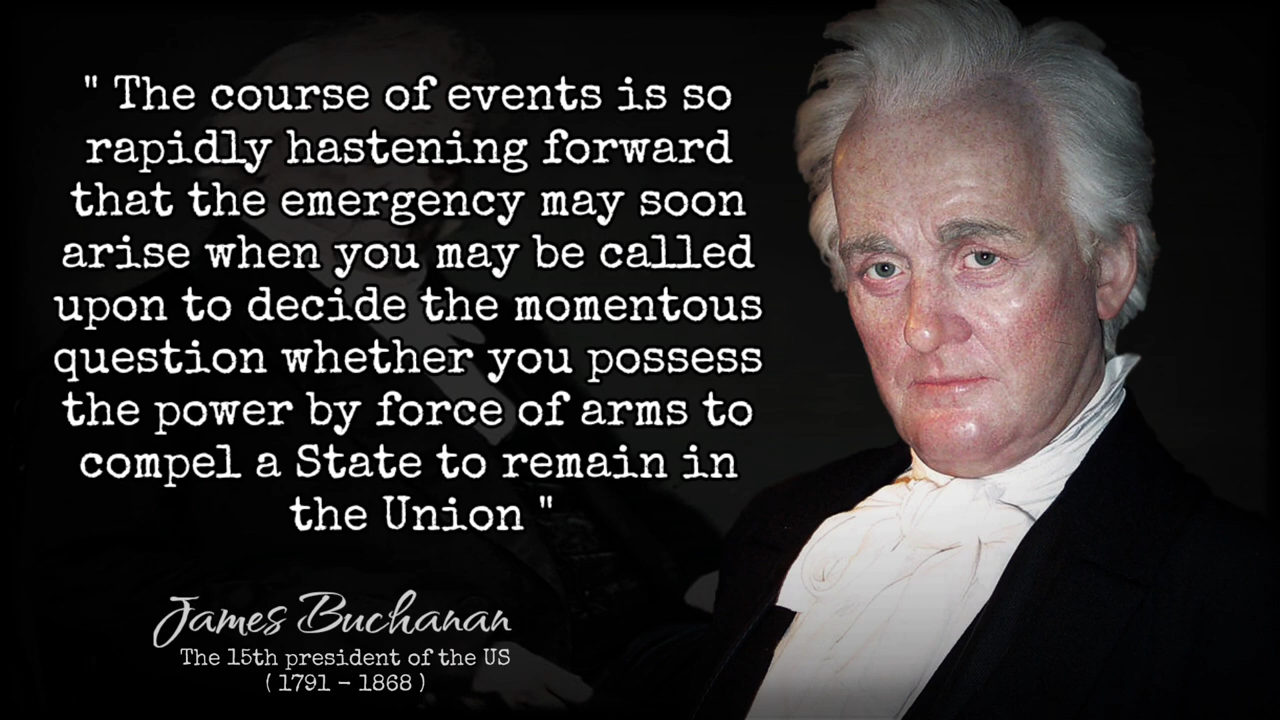 " The course of events is so
rapidly hastening forward
that the emergency may soon
arise when you may be called
upon to decide the momentous
question whether you possess
the power by force of arms to
compel a State to remain in
the Union "
James Buchanan
The 15th president of the US
( 1791 - 1868 )